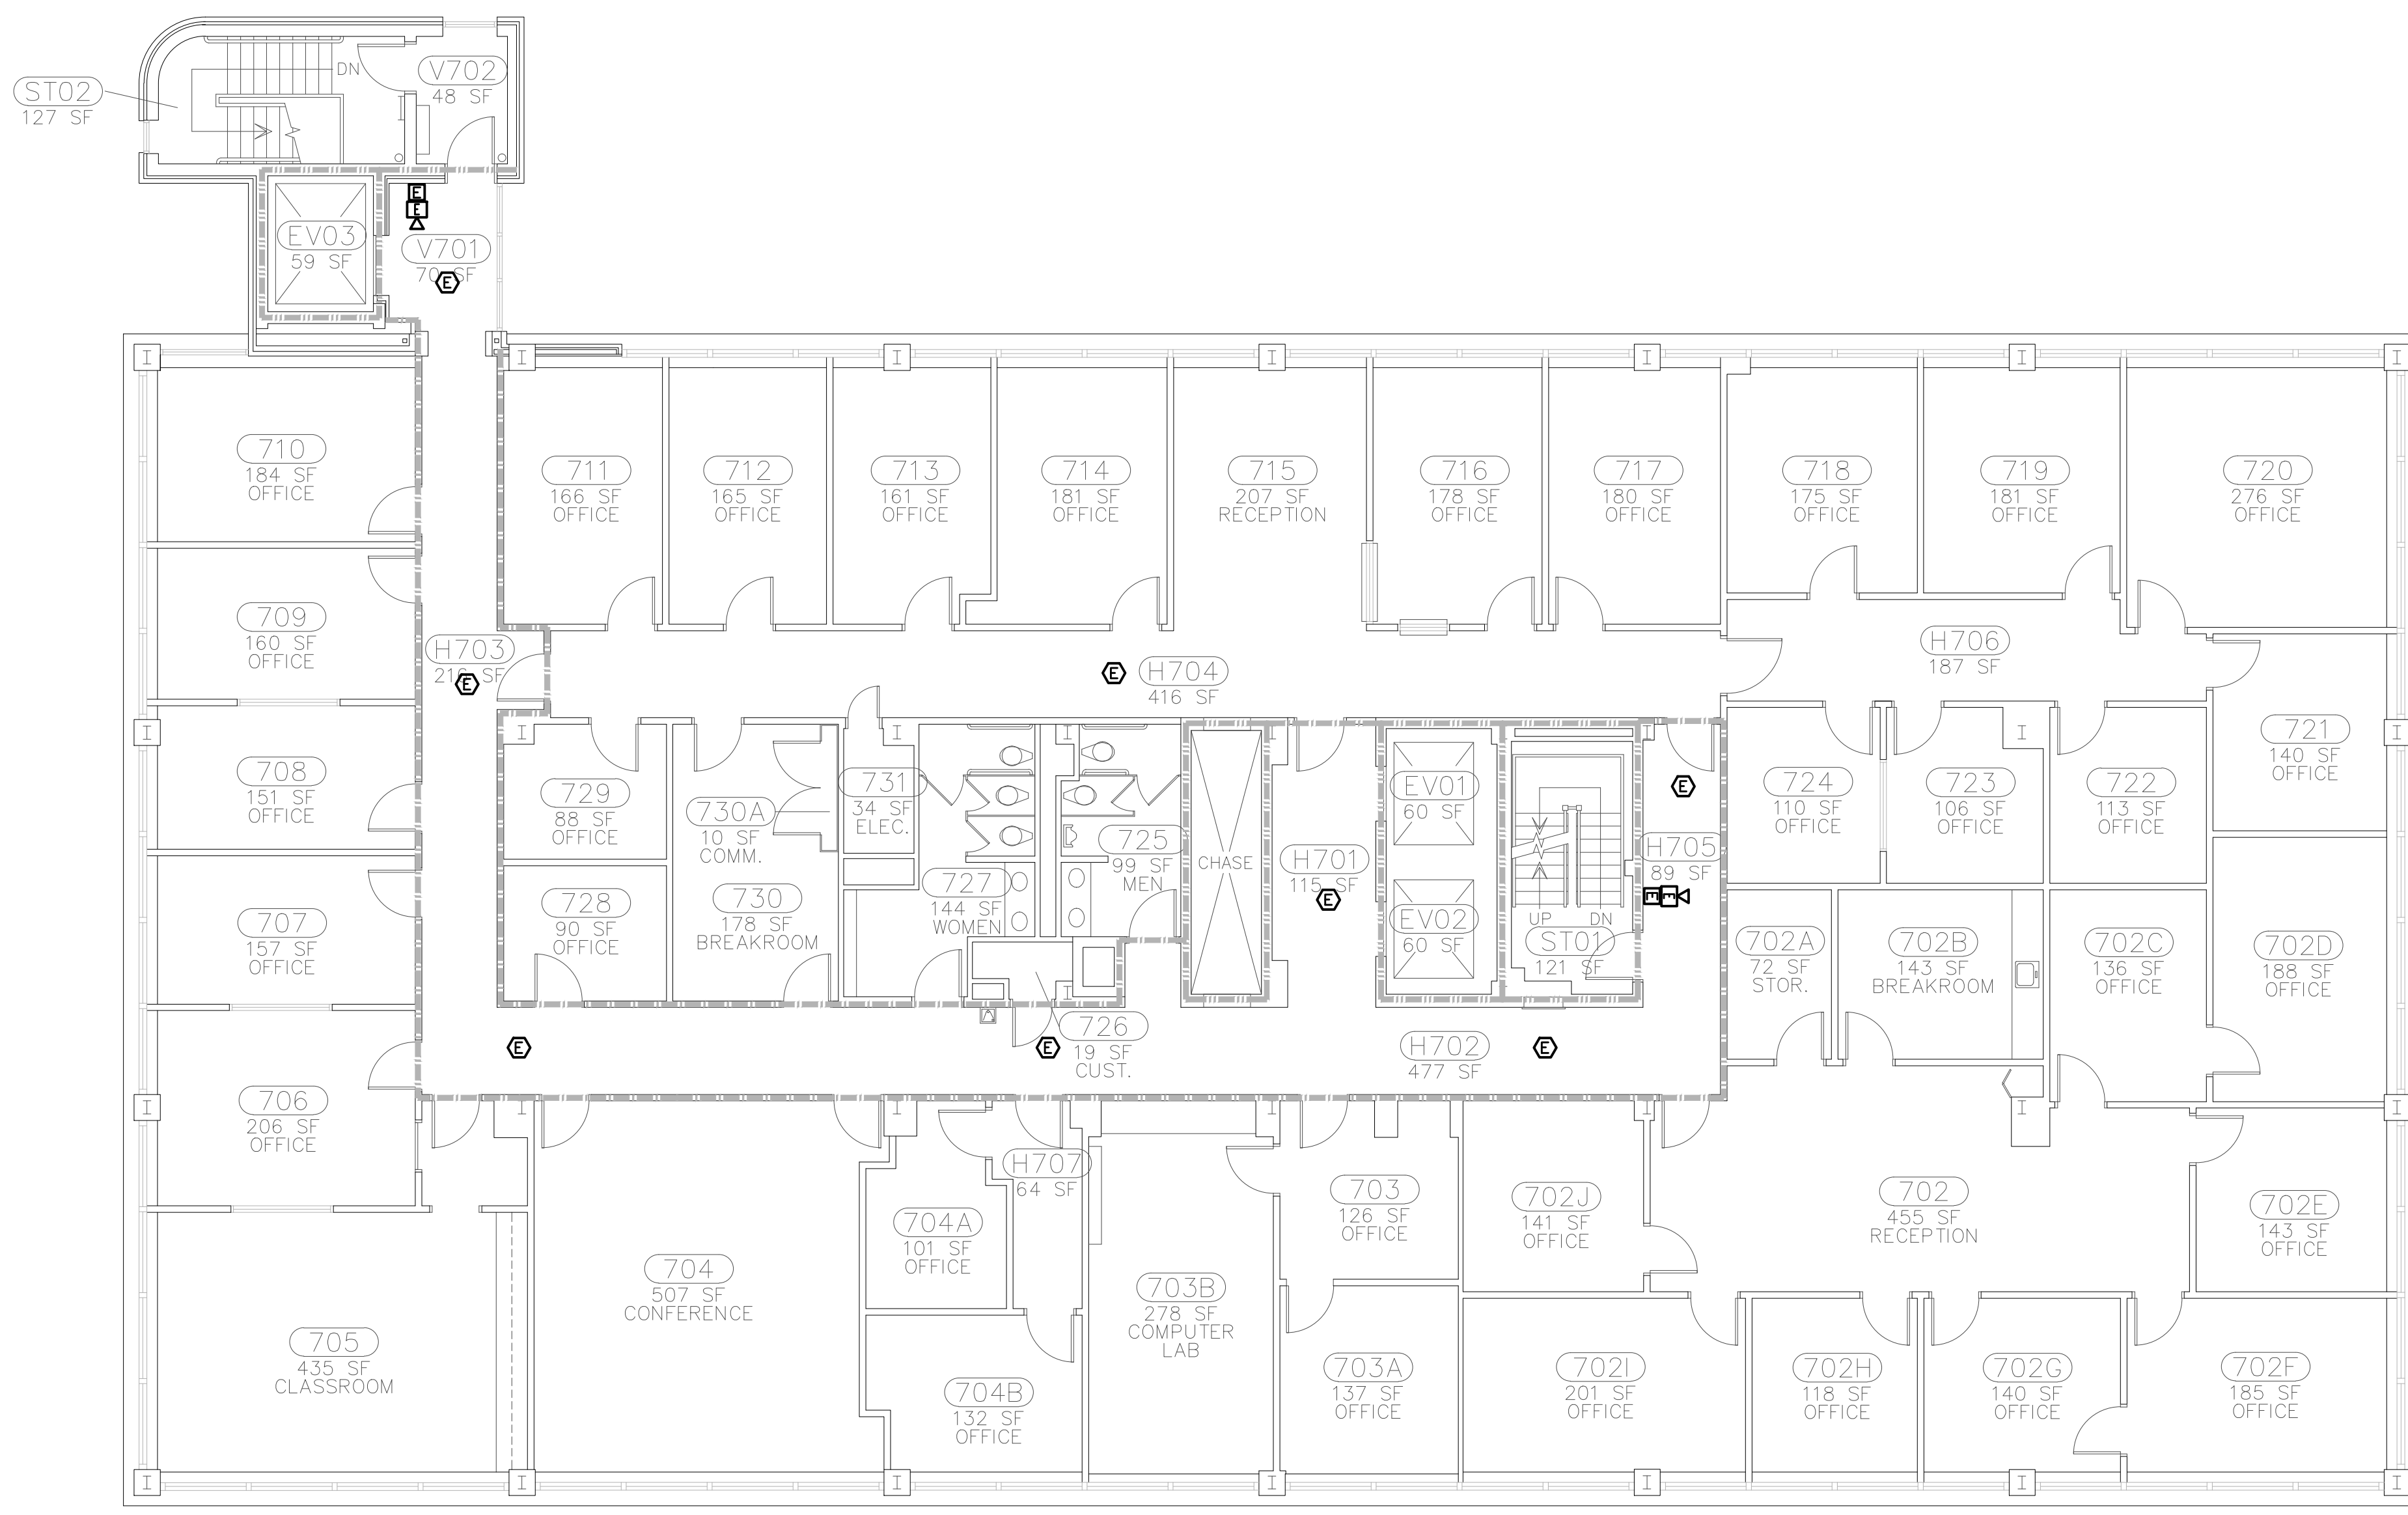 DN
V702
48 SF
ST02
127 SF
E
E
EV03
59 SF
V701
70 SF
E
710
184 SF
OFFICE
711
166 SF
OFFICE
712
165 SF
OFFICE
713
161 SF
OFFICE
714
181 SF
OFFICE
715
207 SF
RECEPTION
716
178 SF
OFFICE
717
180 SF
OFFICE
718
175 SF
OFFICE
719
181 SF
OFFICE
720
276 SF
OFFICE
709
160 SF
OFFICE
H703
SF
E
E
H704
416 SF
H706
187 SF
708
151 SF
OFFICE
729
88 SF
OFFICE
730A
10 SF
COMM.
731
34 SF
ELEC.
725
99 SF
MEN
CHASE
H701
115 SF
E
EV01
60 SF
E
H705
89 SF
E
E
724
110 SF
OFFICE
723
106 SF
OFFICE
722
113 SF
OFFICE
721
140 SF
OFFICE
707
157 SF
OFFICE
728
90 SF
OFFICE
730
178 SF
BREAKROOM
727
144 SF
WOMEN
EV02
60 SF
UP
DN
ST01
121 SF
702A
72 SF
STOR.
702B
143 SF
BREAKROOM
702C
136 SF
OFFICE
702D
188 SF
OFFICE
E
E
726
19 SF
CUST.
H702
477 SF
E
706
206 SF
OFFICE
H707
64 SF
704A
101 SF
OFFICE
703
126 SF
OFFICE
702J
141 SF
OFFICE
702
455 SF
RECEPTION
702E
143 SF
OFFICE
704
507 SF
CONFERENCE
703B
278 SF
COMPUTER
LAB
705
435 SF
CLASSROOM
704B
132 SF
OFFICE
703A
137 SF
OFFICE
702I
201 SF
OFFICE
702H
118 SF
OFFICE
702G
140 SF
OFFICE
702F
185 SF
OFFICE